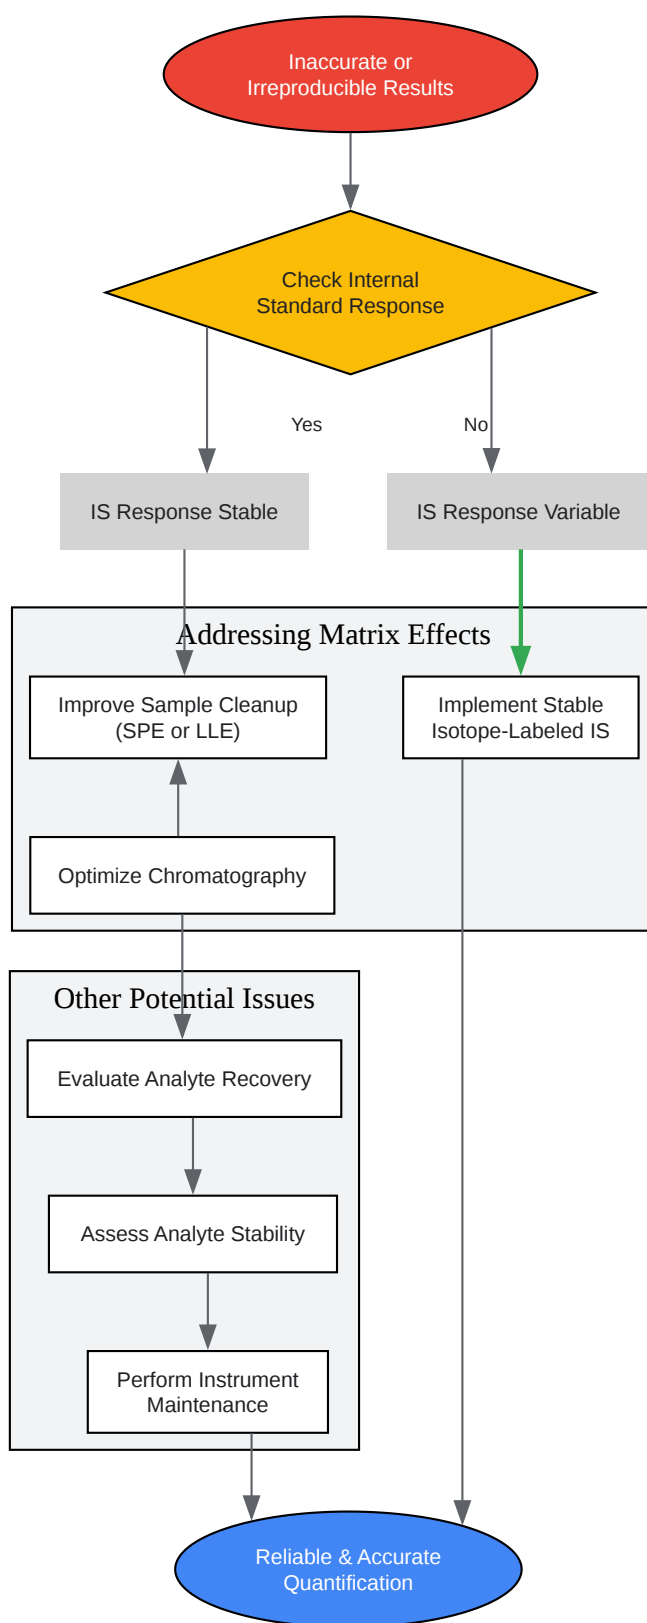 Inaccurate or
Irreproducible Results
Check Internal
Standard Response
Yes
No
IS Response Stable
IS Response Variable
Addressing Matrix Effects
Improve Sample Cleanup
(SPE or LLE)
Implement Stable
Isotope-Labeled IS
Optimize Chromatography
Other Potential Issues
Evaluate Analyte Recovery
Assess Analyte Stability
Perform Instrument
Maintenance
Reliable & Accurate
Quantification